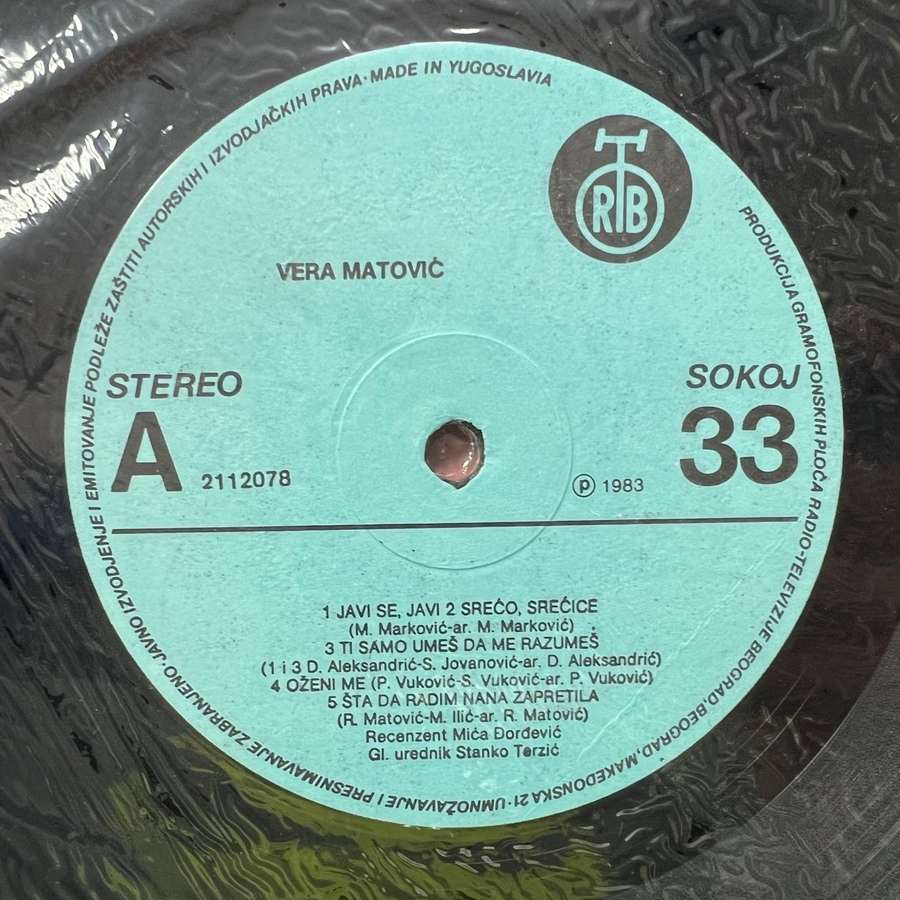 UMNOŽAVANJE I PRESNIMAVANJE ZABRANJENO·JAVNO IZVODJENJE I EMITOVANJE PODLEŽE ZAŠTITI AUTORSKIH I IZVODJAČKIH PRAVA·MADE IN YUGOSLAVIA
RTB
PRODUKCIJA GRAMOFONSKIH PLOČA RADIO-TELEVIZIJE BEOGRAD, BEOGRAD, MAKEDONSKA 21·
VERA MATOVIĆ
STEREO
SOKOJ
A
33
2112078
℗ 1983
1 JAVI SE, JAVI 2 SREĆO, SREĆICE
(M. Marković-ar. M. Marković)
3 TI SAMO UMEŠ DA ME RAZUMEŠ
(1 i 3 D. Aleksandrić-S. Jovanović-ar. D. Aleksandrić)
4 OŽENI ME (P. Vuković-S. Vuković-ar. P. Vuković)
5 ŠTA DA RADIM NANA ZAPRETILA
(R. Matović-M. Ilić-ar. R. Matović)
Recenzent Mića Đorđević
Gl. urednik Stanko Terzić